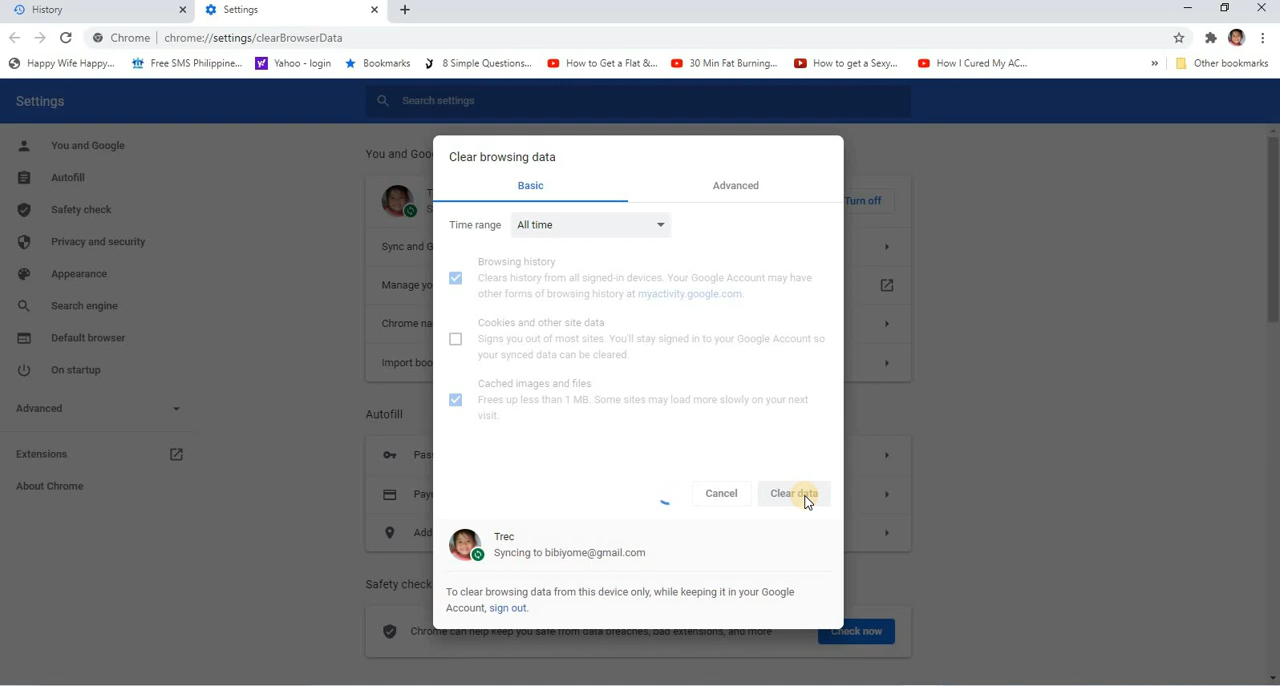 History
Settings
Chrome | chrome://settings/clearBrowserData
Happy Wife Happy... Free SMS Philippine... Yahoo - login Bookmarks 8 Simple Questions... How to Get a Flat &... 30 Min Fat Burning... How to get a Sexy... How I Cured My AC... » Other bookmarks
Settings
Search settings
You and Google
Autofill
Safety check
Privacy and security
Appearance
Search engine
Default browser
On startup
Advanced
Extensions
About Chrome
You and Goo
T
S
Turn off
Sync and G
Manage yo
Chrome na
Import boo
Autofill
Pas
Pay
Add
Safety check
Chrome can help keep you safe from data breaches, bad extensions, and more
Check now
Clear browsing data
Basic Advanced
Time range All time
Browsing history
Clears history from all signed-in devices. Your Google Account may have
other forms of browsing history at myactivity.google.com.
Cookies and other site data
Signs you out of most sites. You'll stay signed in to your Google Account so
your synced data can be cleared.
Cached images and files
Frees up less than 1 MB. Some sites may load more slowly on your next
visit.
Cancel Clear data
Trec
Syncing to bibiyome@gmail.com
To clear browsing data from this device only, while keeping it in your Google
Account, sign out.